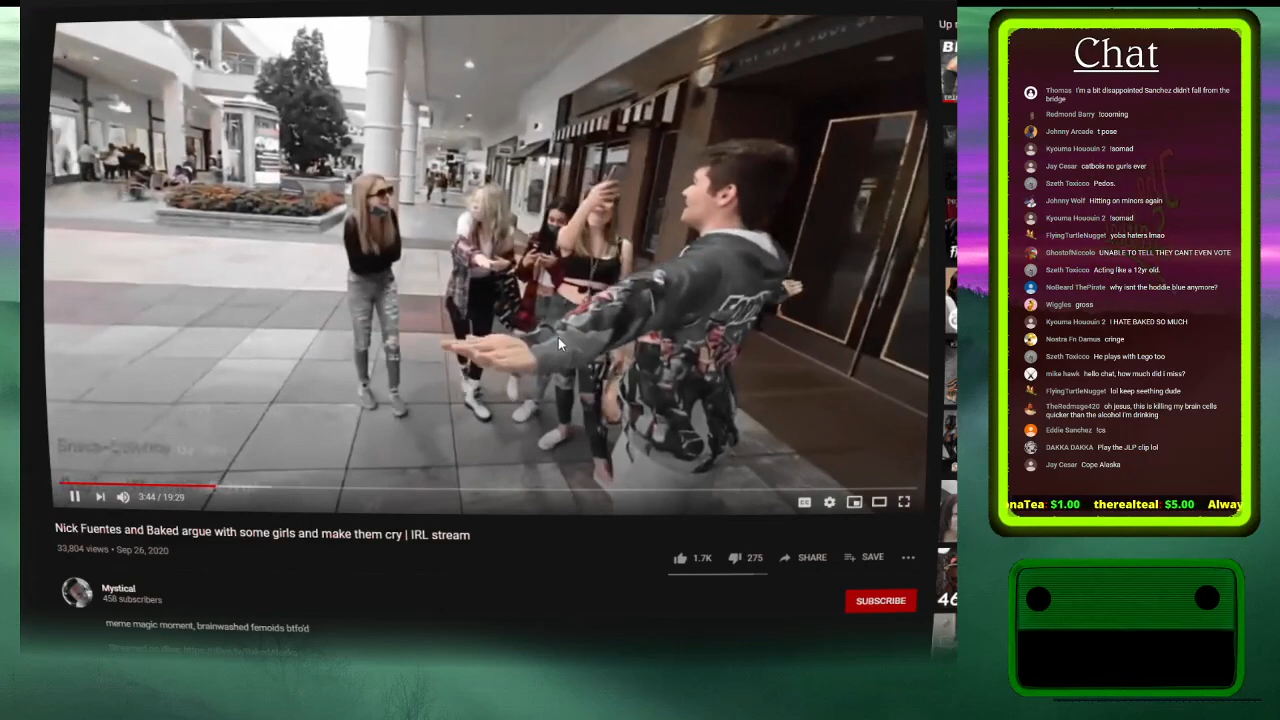 Up n
3:44 / 19:29
Nick Fuentes and Baked argue with some girls and make them cry | IRL stream
33,804 views • Sep 26, 2020
1.7K
275
SHARE
SAVE
Mystical
458 subscribers
SUBSCRIBE
meme magic moment, brainwashed femoids btfo'd
46
Chat
Thomas I'm a bit disappointed Sanchez didn't fall from the
bridge
Redmond Barry !coorning
Johnny Arcade t pose
Kyouma Hououin 2 !somad
Jay Cesar catbois no gurls ever
Szeth Toxicco Pedos.
Johnny Wolf Hitting on minors again
Kyouma Hououin 2 !somad
FlyingTurtleNugget yoba haters lmao
GhostofNiccolo UNABLE TO TELL THEY CANT EVEN VOTE
Szeth Toxicco Acting like a 12yr old.
NoBeard ThePirate why isnt the hoddie blue anymore?
Wiggles gross
Kyouma Hououin 2 I HATE BAKED SO MUCH
Nostra Fn Damus cringe
Szeth Toxicco He plays with Lego too
mike hawk hello chat, how much did i miss?
FlyingTurtleNugget lol keep seething dude
TheRedmage420 oh jesus, this is killing my brain cells
quicker than the alcohol I'm drinking
Eddie Sanchez !cs
DAKKA DAKKA Play the JLP clip lol
Jay Cesar Cope Alaska
onaTea: $1.00 therealteal: $5.00 Alway